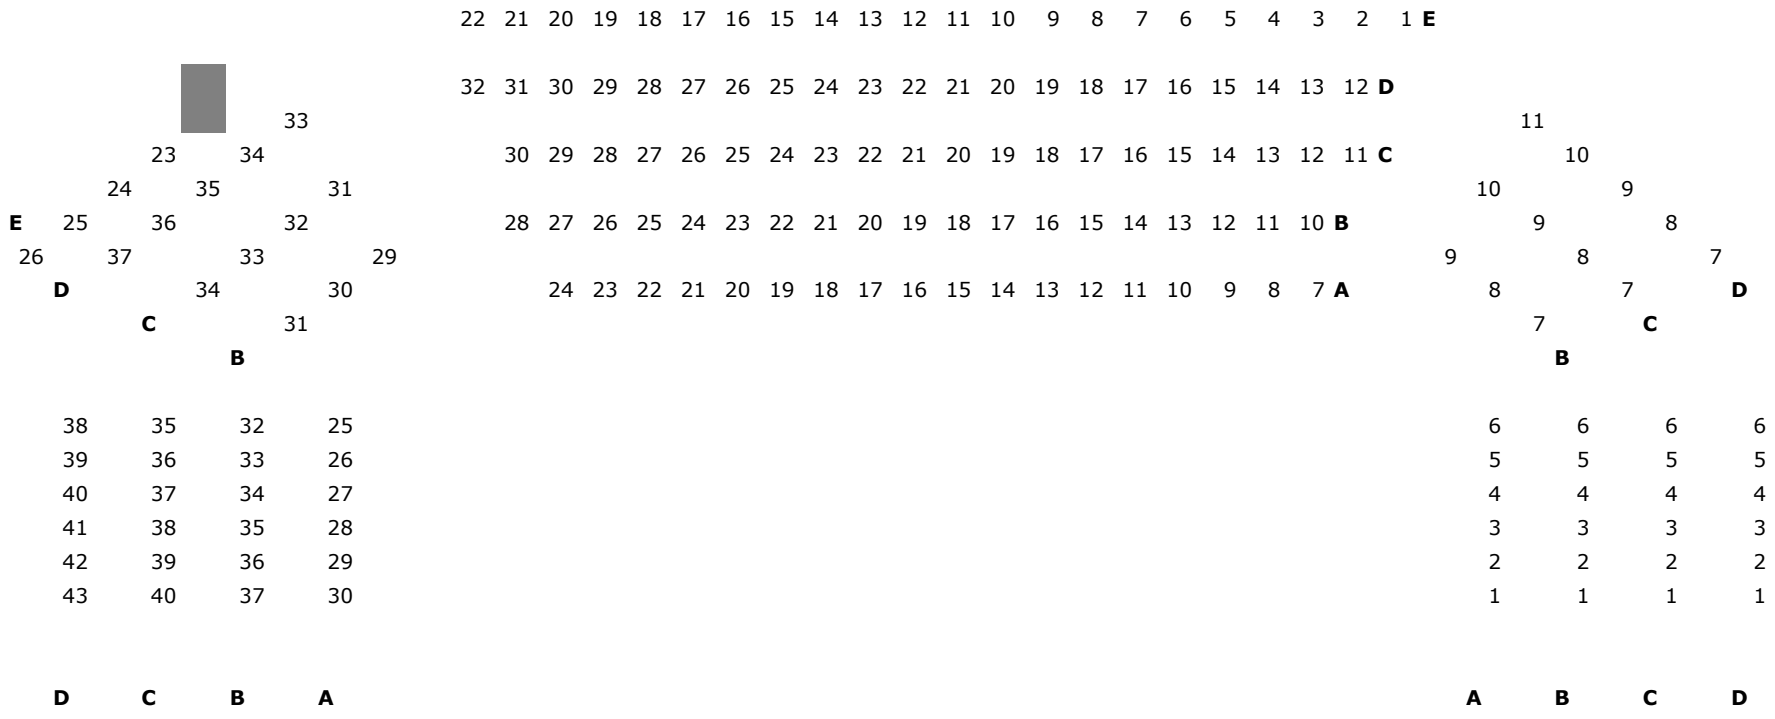 22 21 20 19 18 17 16 15 14 13 12 11 10 9 8 7 6 5 4 3 2 1 E
32 31 30 29 28 27 26 25 24 23 22 21 20 19 18 17 16 15 14 13 12 D
33 11
23 34 30 29 28 27 26 25 24 23 22 21 20 19 18 17 16 15 14 13 12 11 C 10
24 35 31 10 9
E 25 36 32 28 27 26 25 24 23 22 21 20 19 18 17 16 15 14 13 12 11 10 B 9 8
26 37 33 29 9 8 7
D 34 30 24 23 22 21 20 19 18 17 16 15 14 13 12 11 10 9 8 7 A 8 7 D
C 31 7 C
B B
38 35 32 25 6 6 6 6
39 36 33 26 5 5 5 5
40 37 34 27 4 4 4 4
41 38 35 28 3 3 3 3
42 39 36 29 2 2 2 2
43 40 37 30 1 1 1 1
D C B A A B C D